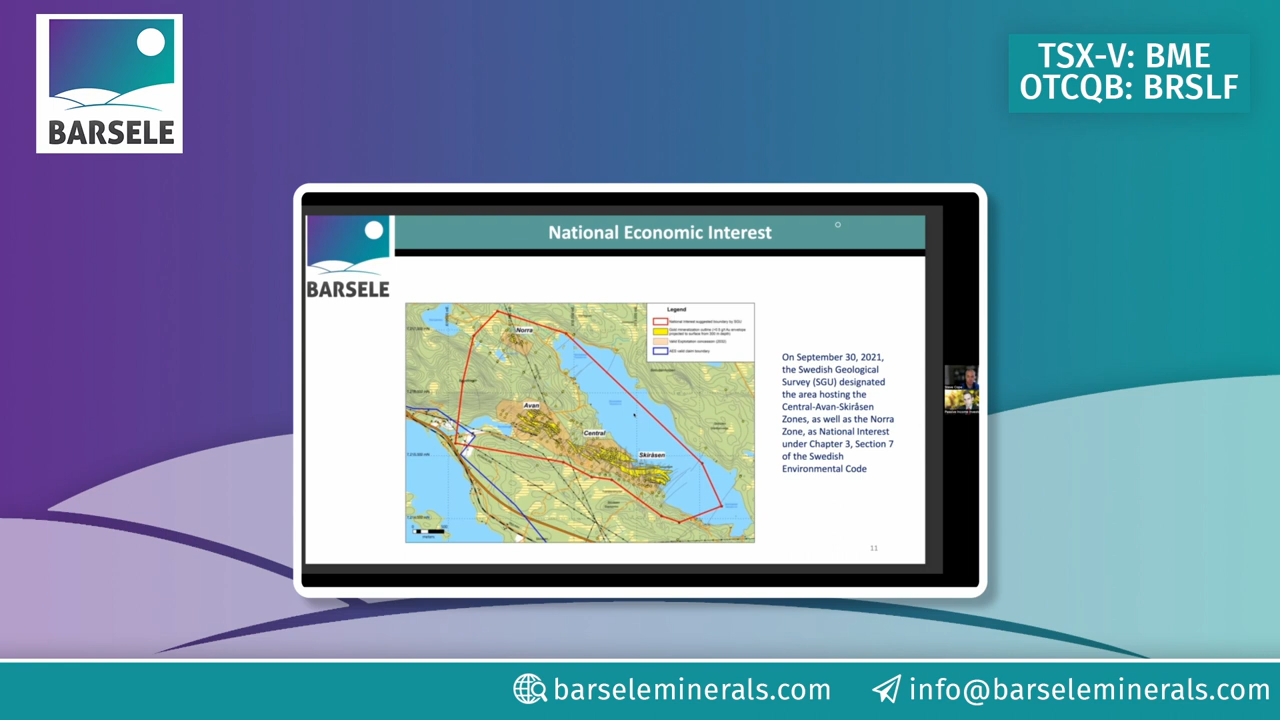 BARSELE
TSX-V: BME
OTCQB: BRSLF
BARSELE
National Economic Interest
Legend
Norra
Avan
Central
Skiråsen
On September 30, 2021,
the Swedish Geological
Survey (SGU) designated
the area hosting the
Central-Avan-Skiråsen
Zones, as well as the Norra
Zone, as National Interest
under Chapter 3, Section 7
of the Swedish
Environmental Code
11
barseleminerals.com
info@barseleminerals.com